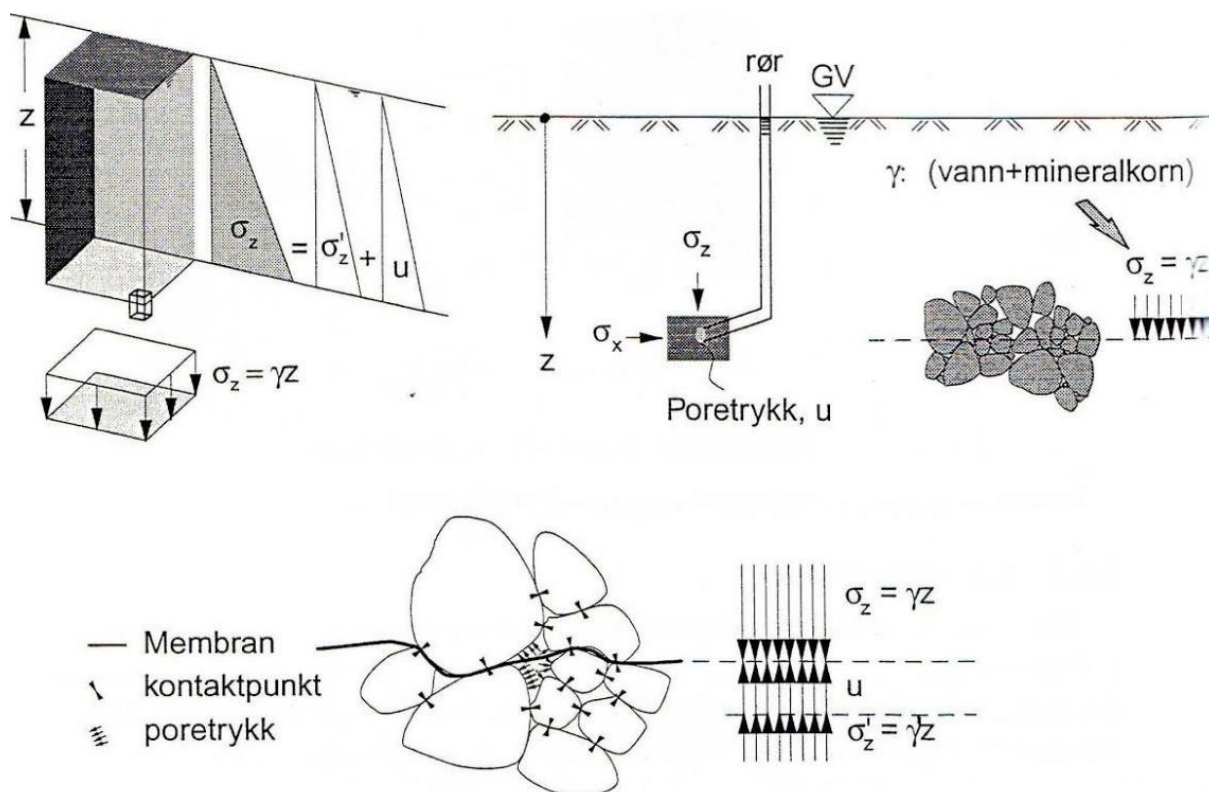 z
σz = σ'z + u
σz = γz
rør
GV
γ: (vann+mineralkorn)
σz
σx
z
Poretrykk, u
σz = γz
Membran
kontaktpunkt
poretrykk
σz = γz
u
σ'z = γ'z